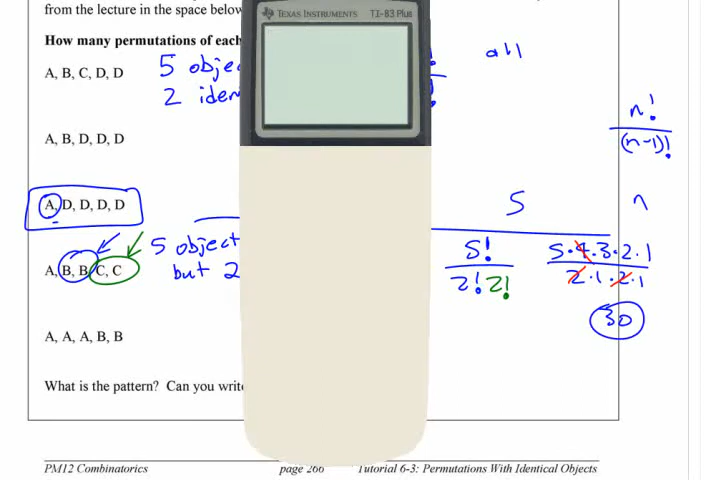 from the lecture in the space below
TEXAS INSTRUMENTS TI-83 Plus
How many permutations of each
A, B, C, D, D
5 objec
all
2 iden
n!
(n-1)!
A, B, D, D, D
A, D, D, D, D
5
n
A, B, B, C, C
5 object
but 2
5!
2! 2!
5·4·3·2·1
2·1·2·1
30
A, A, A, B, B
What is the pattern? Can you write
PM12 Combinatorics page 266 Tutorial 6-3: Permutations With Identical Objects